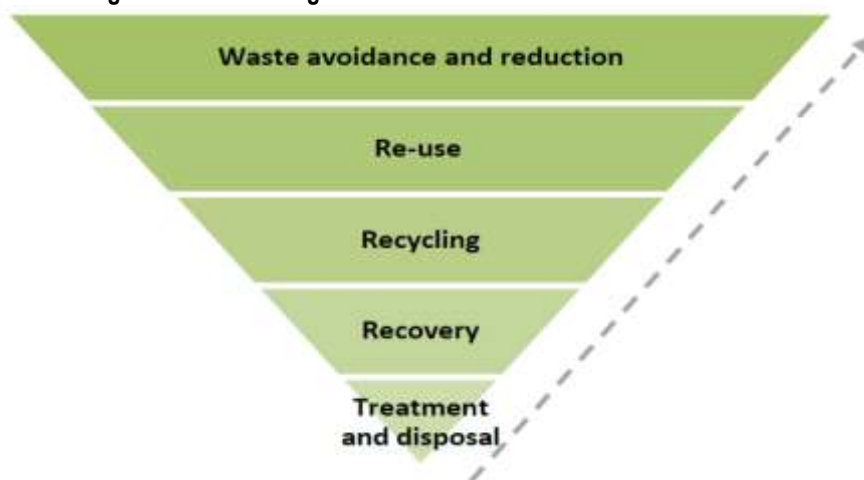 Waste avoidance and reduction
Re-use
Recycling
Recovery
Treatment
and disposal